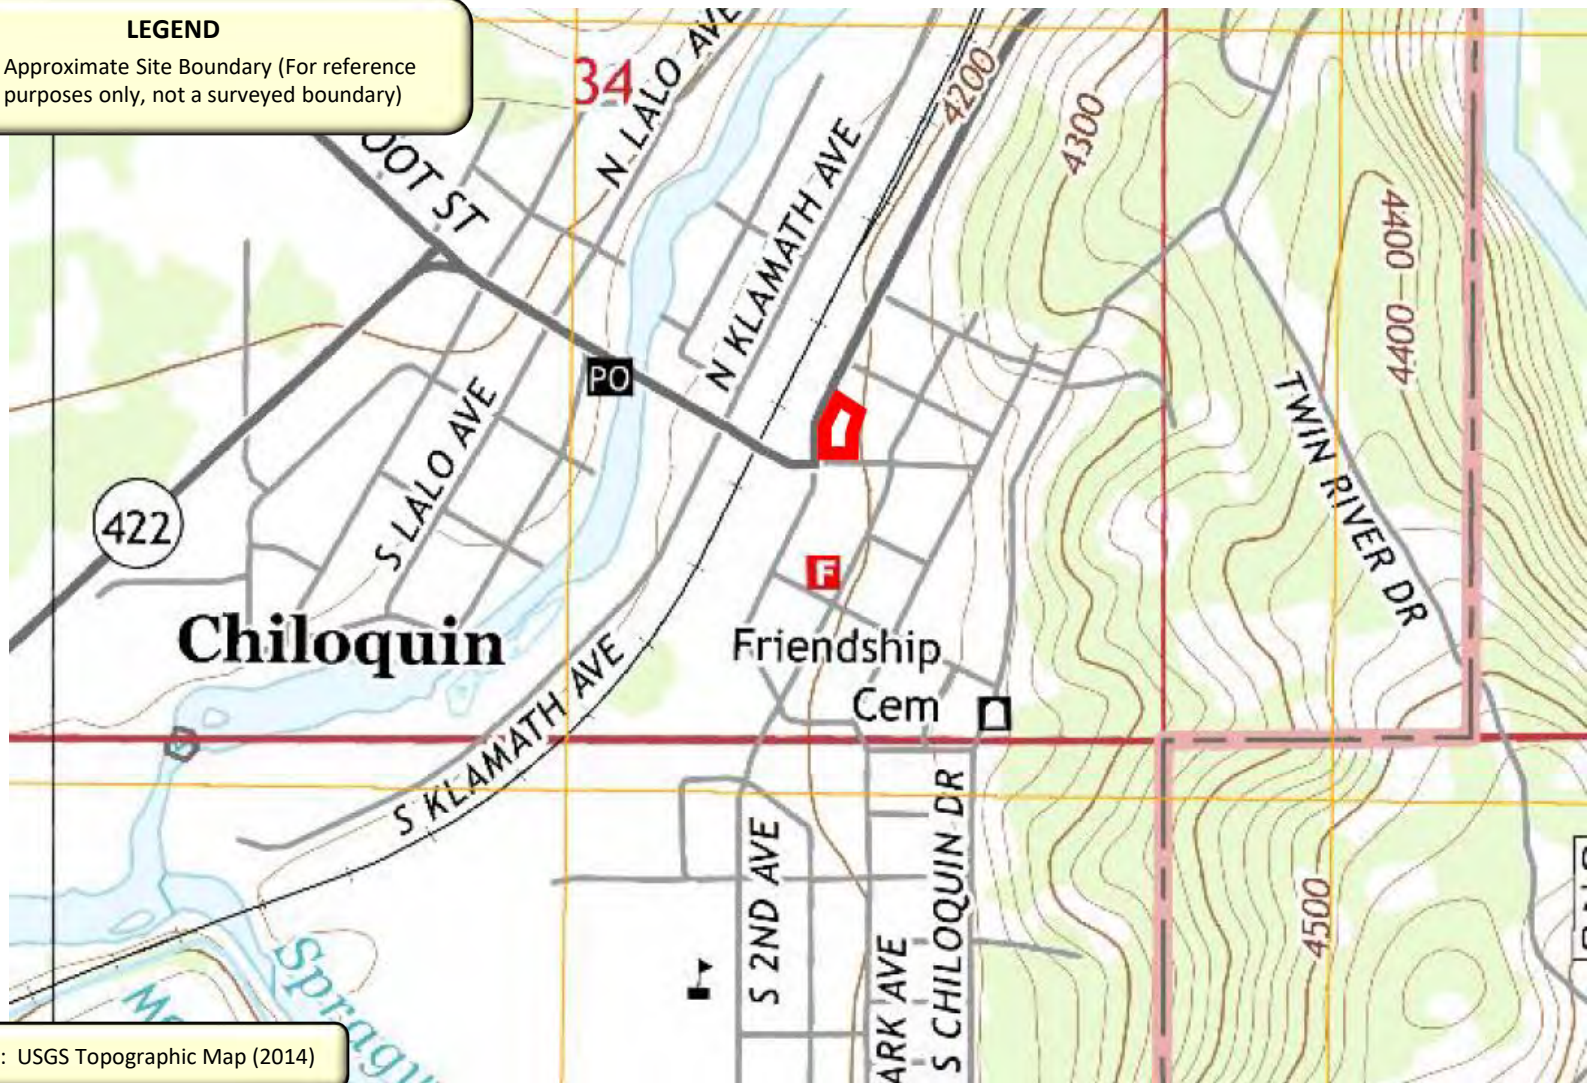 LEGEND
Approximate Site Boundary (For reference
purposes only, not a surveyed boundary)
34
N LALO AVE
OOT ST
N KLAMATH AVE
4200
4300
4400
4400
PO
S LALO AVE
TWIN RIVER DR
422
F
Chiloquin
Friendship
Cem
S KLAMATH AVE
S 2ND AVE
ARK AVE
S CHILOQUIN DR
4500
Spragu
: USGS Topographic Map (2014)